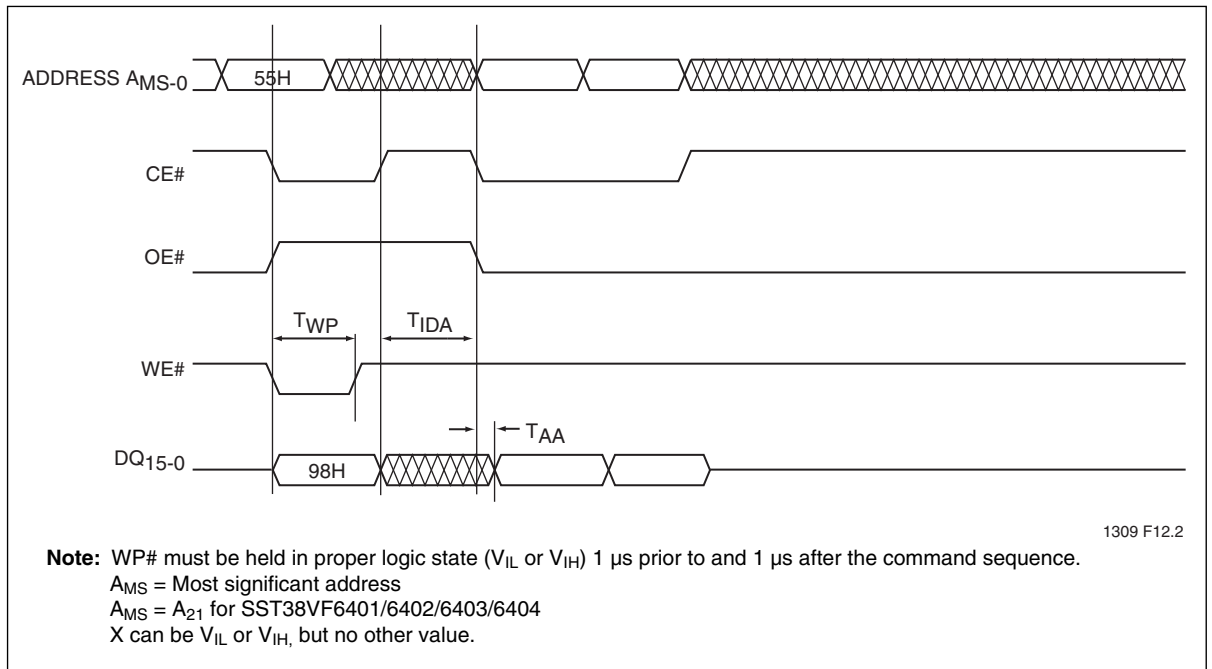 ADDRESS AMS-0
55H
CE#
OE#
TWP
TIDA
WE#
TAA
DQ15-0
98H
1309 F12.2
Note: WP# must be held in proper logic state (VIL or VIH) 1 µs prior to and 1 µs after the command sequence.
AMS = Most significant address
AMS = A21 for SST38VF6401/6402/6403/6404
X can be VIL or VIH, but no other value.